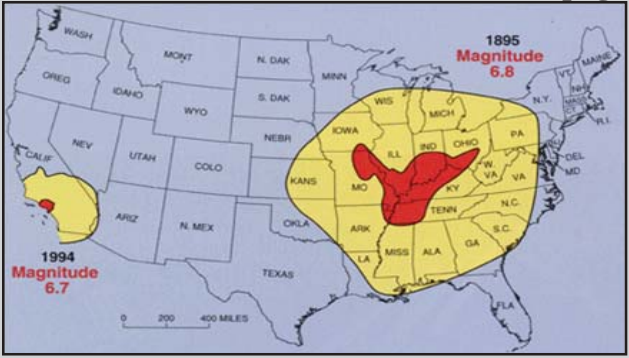 WASH
MONT
N. DAK
MINN
OREG
IDAHO
S. DAK
WYO
WIS
MICH
1895
Magnitude
6.8
MAINE
VT
NH
MASS
N.Y.
R.I.
NEBR
IOWA
PA
NEV
UTAH
COLO
ILL
IND
OHIO
CALIF
KANS
MO
W.
VA
VA
DEL
MD
KY
ARIZ
N. MEX
OKLA
TENN
N.C.
ARK
S.C.
1994
Magnitude
6.7
TEXAS
LA
MISS
ALA
GA
FLA
0 200 400 MILES